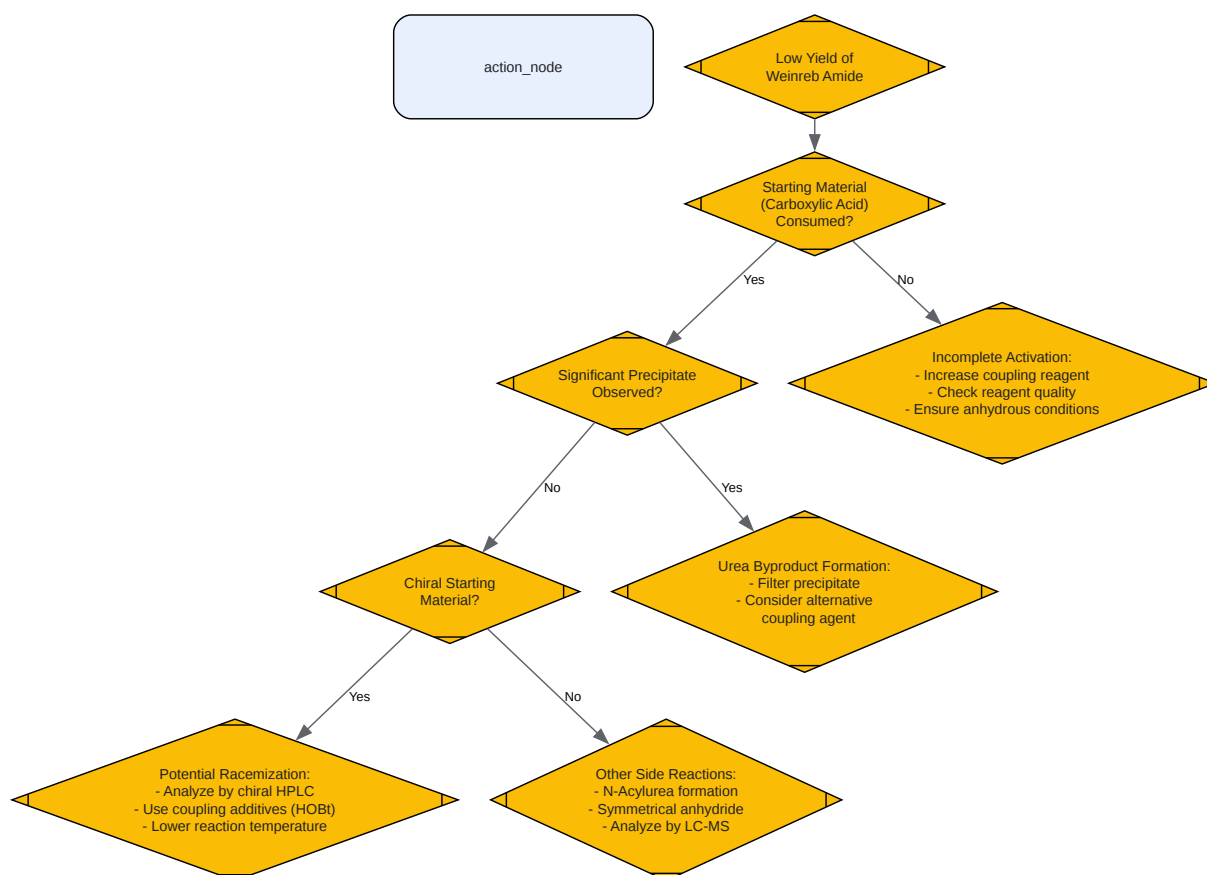 action_node
Low Yield of
Weinreb Amide
Starting Material
(Carboxylic Acid)
Consumed?
Yes
No
Significant Precipitate
Observed?
Incomplete Activation:
- Increase coupling reagent
- Check reagent quality
- Ensure anhydrous conditions
No
Yes
Chiral Starting
Material?
Urea Byproduct Formation:
- Filter precipitate
- Consider alternative
coupling agent
Yes
No
Potential Racemization:
- Analyze by chiral HPLC
- Use coupling additives (HOBt)
- Lower reaction temperature
Other Side Reactions:
- N-Acylurea formation
- Symmetrical anhydride
- Analyze by LC-MS